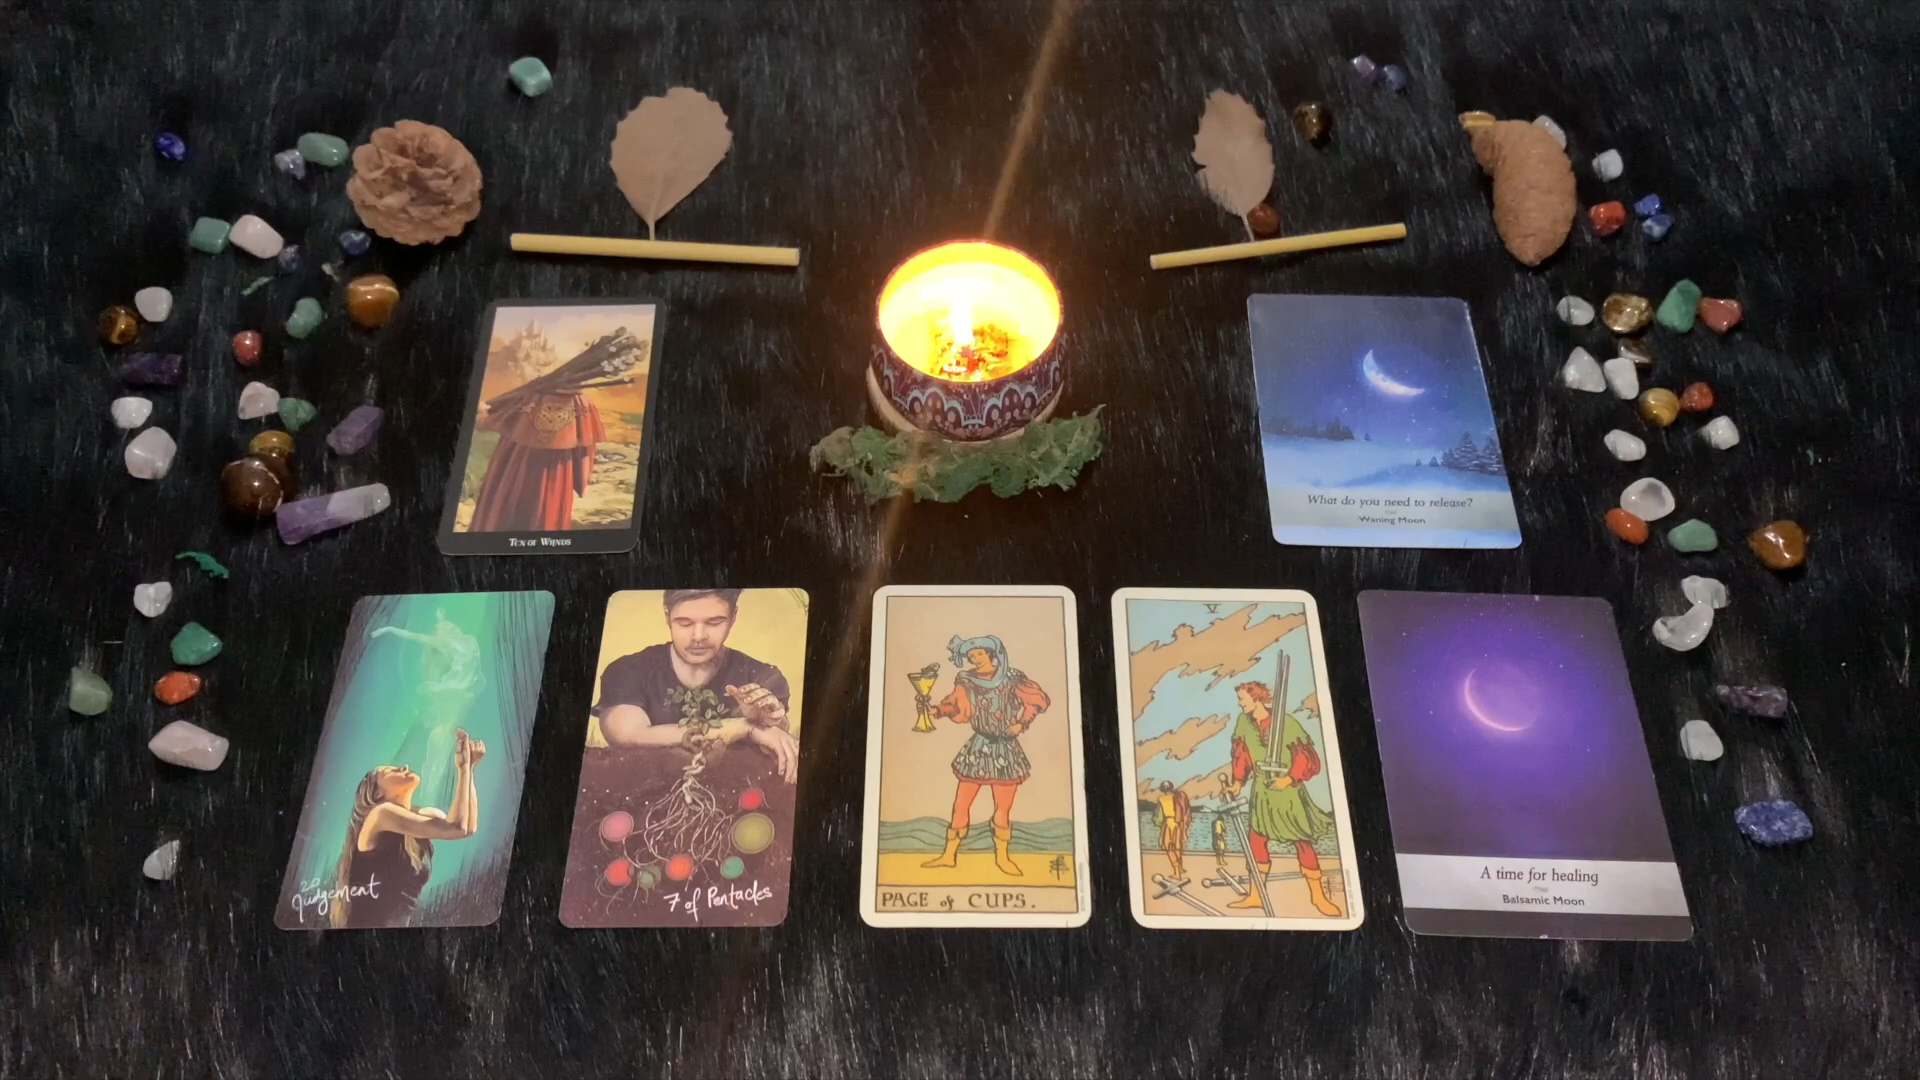 Ten of Wands
What do you need to release?
Waning Moon
20
Judgement
7 of Pentacles
PAGE of CUPS.
V
A time for healing
Balsamic Moon